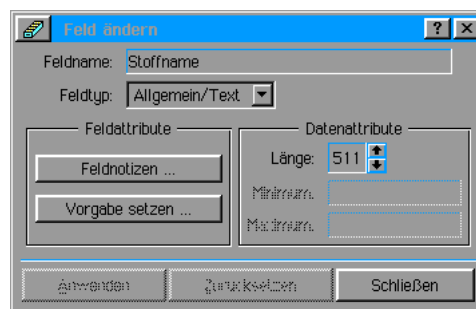 Feld ändern
Feldname: Stoffname
Feldtyp: Allgemein/Text
Feldattribute
Feldnotizen ...
Vorgabe setzen ...
Datenattribute
Länge: 511
Minimum:
Maximum:
Anwenden Zurücksetzen Schließen